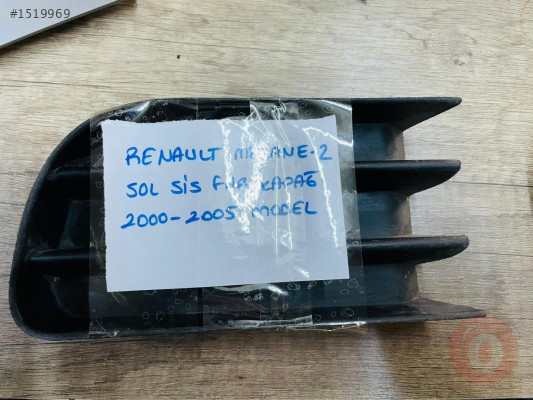 #1519969
RENAULT MEGANE-2
SOL SİS FAR KAPAĞ
2000-2005 MODEL